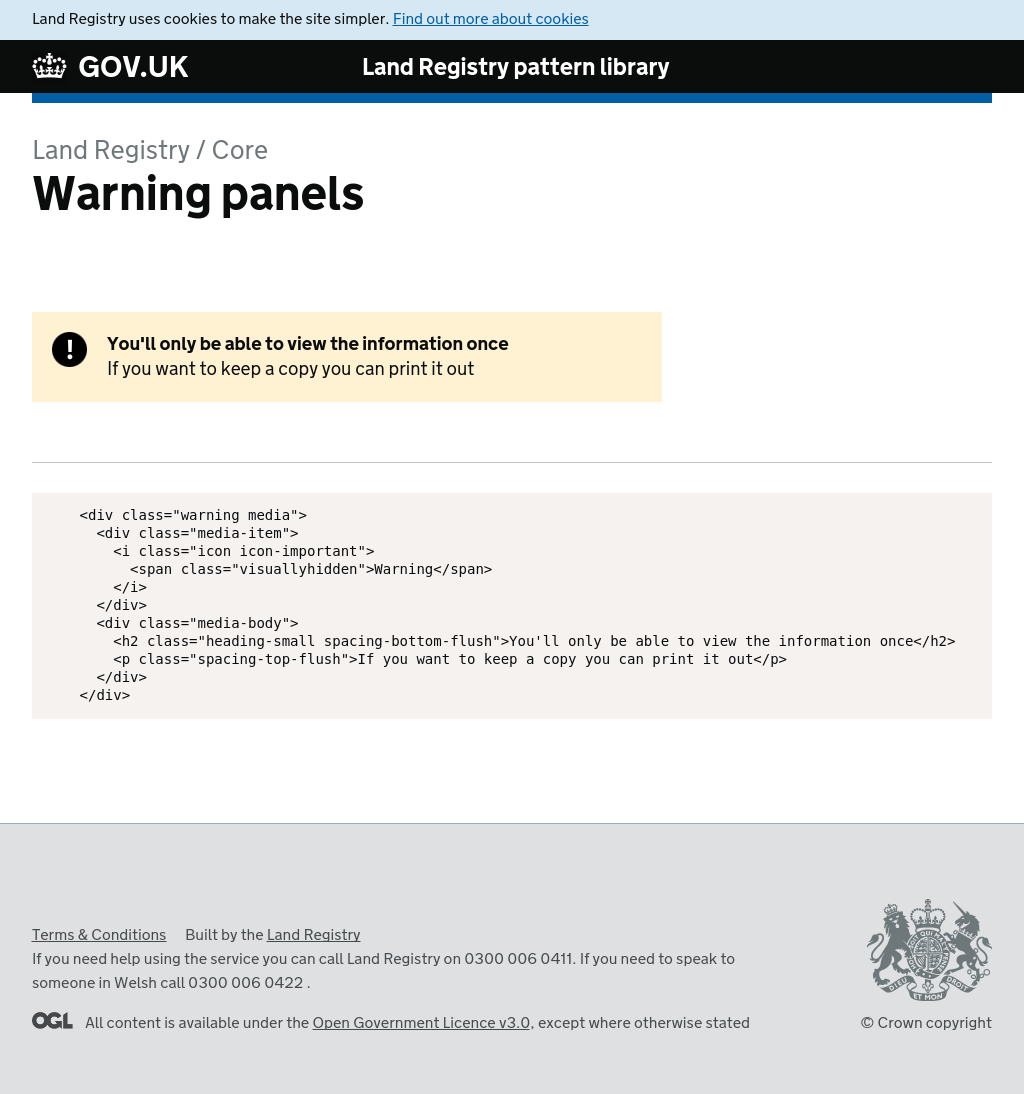 Land Registry uses cookies to make the site simpler. Find out more about cookies
GOV.UK
Land Registry pattern library
Land Registry / Core
Warning panels
!
You'll only be able to view the information once
If you want to keep a copy you can print it out
<div class="warning media">
  <div class="media-item">
    <i class="icon icon-important">
      <span class="visuallyhidden">Warning</span>
    </i>
  </div>
  <div class="media-body">
    <h2 class="heading-small spacing-bottom-flush">You'll only be able to view the information once</h2>
    <p class="spacing-top-flush">If you want to keep a copy you can print it out</p>
  </div>
</div>
Terms & Conditions Built by the Land Registry
If you need help using the service you can call Land Registry on 0300 006 0411. If you need to speak to
someone in Welsh call 0300 006 0422 .
OGL All content is available under the Open Government Licence v3.0, except where otherwise stated
DIEU ET MON DROIT
© Crown copyright